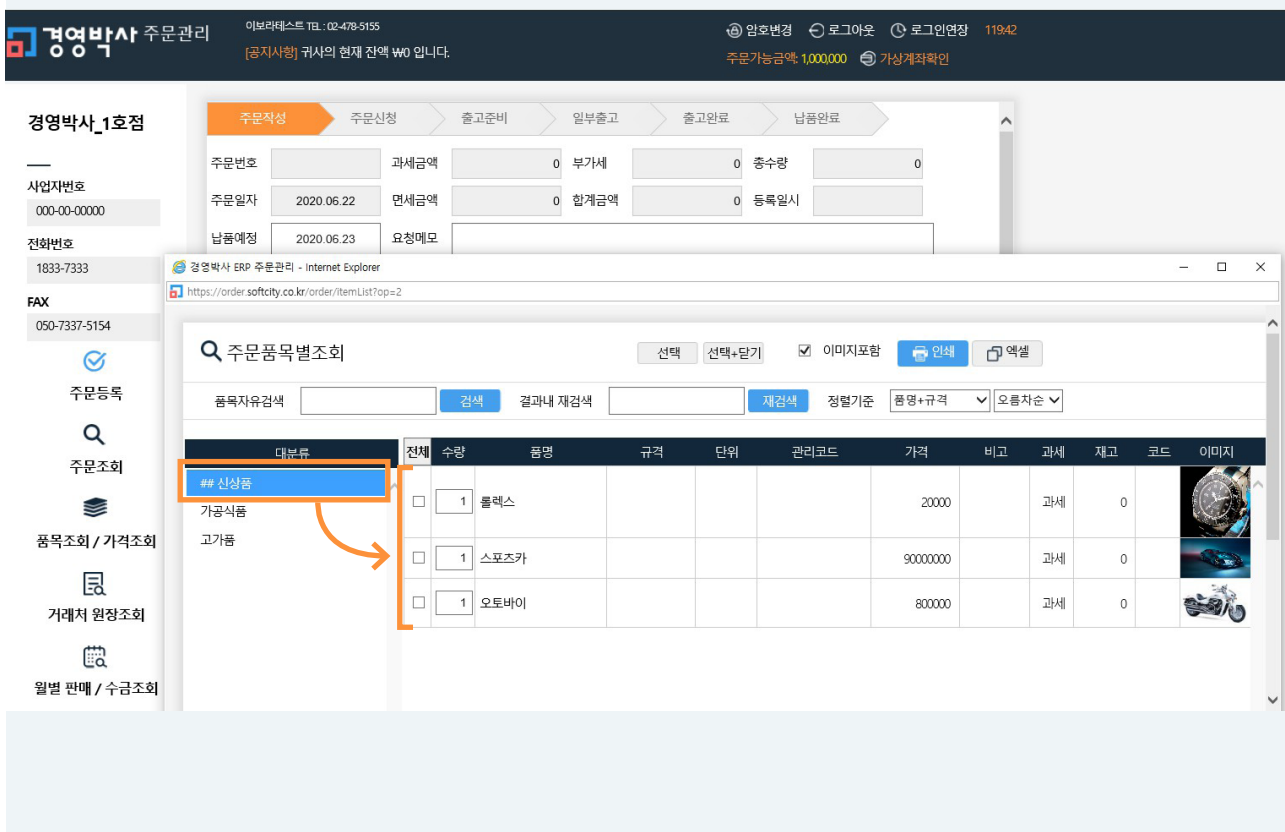 경영박사 주문관리
이보라테스트 TEL : 02-478-5155
[공지사항] 귀사의 현재 잔액 ₩0 입니다.
암호변경 로그아웃 로그인연장 119:42
주문가능금액: 1,000,000 가상계좌확인
경영박사_1호점
사업자번호
000-00-00000
전화번호
1833-7333
FAX
050-7337-5154
주문등록
주문조회
품목조회 / 가격조회
거래처 원장조회
월별 판매 / 수금조회
주문작성 주문신청 출고준비 일부출고 출고완료 납품완료
주문번호 과세금액 0 부가세 0 총수량 0
주문일자 2020.06.22 면세금액 0 합계금액 0 등록일시
납품예정 2020.06.23 요청메모
경영박사 ERP 주문관리 - Internet Explorer
https://order.softcity.co.kr/order/itemList?op=2
주문품목별조회 선택 선택+닫기 이미지포함 인쇄 엑셀
품목자유검색 검색 결과내 재검색 재검색 정렬기준 품명+규격 오름차순
대분류
## 신상품
가공식품
고가품
전체 수량 품명 규격 단위 관리코드 가격 비고 과세 재고 코드 이미지
1 롤렉스 20000 과세 0
1 스포츠카 90000000 과세 0
1 오토바이 800000 과세 0